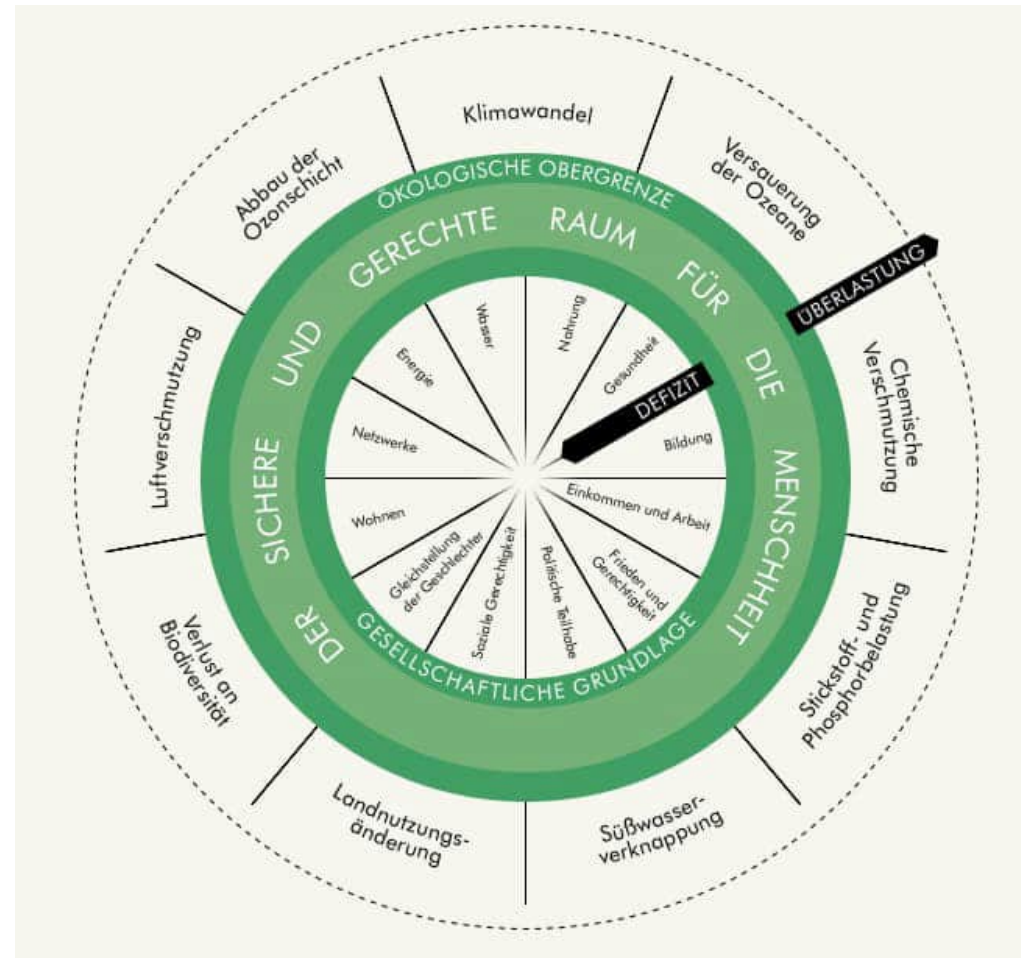 Klimawandel
Versauerung
der Ozeane
Chemische
Verschmutzung
Stickstoff- und
Phosphorbelastung
Süßwasser-
verknappung
Landnutzungs-
änderung
Verlust an
Biodiversität
Luftverschmutzung
Abbau der
Ozonschicht
ÖKOLOGISCHE OBERGRENZE
ÜBERLASTUNG
DER SICHERE UND GERECHTE RAUM FÜR DIE MENSCHHEIT
DEFIZIT
Wasser
Nahrung
Gesundheit
Bildung
Einkommen und Arbeit
Frieden und
Gerechtigkeit
Politische Teilhabe
Soziale Gerechtigkeit
Gleichstellung
der Geschlechter
Wohnen
Netzwerke
Energie
GESELLSCHAFTLICHE GRUNDLAGE